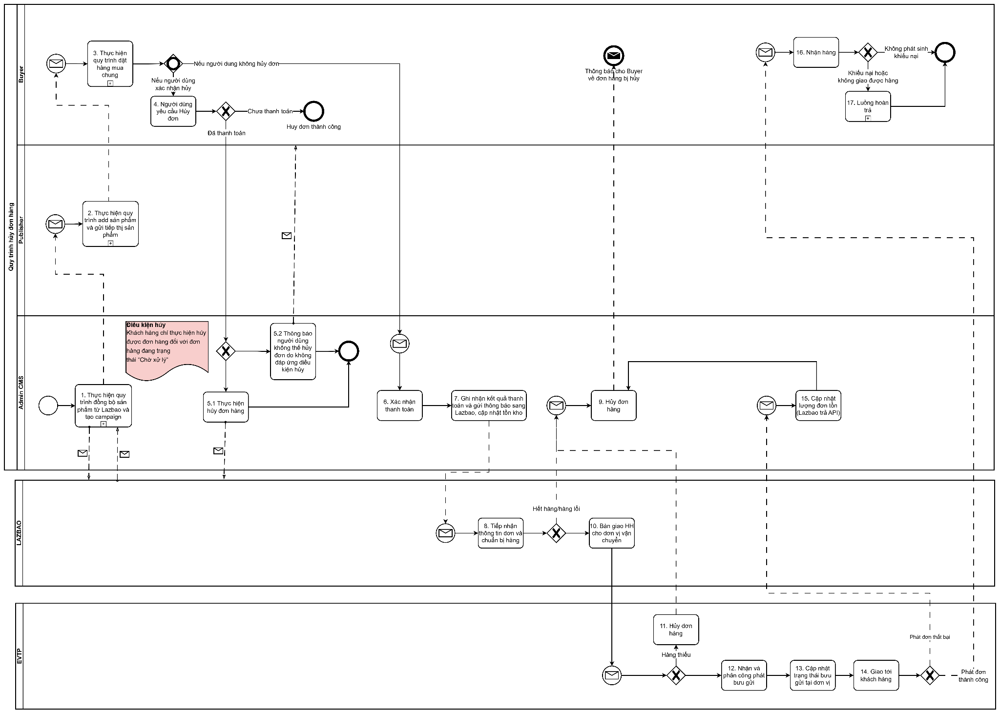 Quy trình hủy đơn hàng
Buyer
3. Thực hiện
quy trình đặt
hàng mua
chung
Nếu người dung không hủy đơn
Nếu người dùng
xác nhận hủy
4. Người dùng
yêu cầu Hủy
đơn
Chưa thanh toán
Huy đơn thành công
Đã thanh toán
Thông báo cho Buyer
về đơn hàng bị hủy
16. Nhận hàng
Không phát sinh
khiếu nại
Khiếu nại hoặc
không giao được hàng
17. Luồng hoàn
trả
Publisher
2. Thực hiện quy
trình add sản phẩm
và gửi tiếp thị sản
phẩm
Admin CMS
Điều kiện hủy
Khách hàng chỉ thực hiện hủy
được đơn hàng đối với đơn
hàng đang trạng
thái "Chờ xử lý"
1. Thực hiện quy
trình đồng bộ sản
phẩm từ Lazbao và
tạo campaign
5.2 Thông báo
người dùng
không thể hủy
đơn do không
đáp ứng điều
kiện hủy
5.1 Thực hiện
hủy đơn hàng
6. Xác nhận
thanh toán
7. Ghi nhận kết quả thanh
toán và gửi thông báo sang
Lazbao, cập nhật tồn kho
9. Hủy đơn
hàng
15. Cập nhật
lượng đơn tồn
(Lazbao trả API)
LAZBAO
Hết hàng/hàng lỗi
8. Tiếp nhận
thông tin đơn và
chuẩn bị hàng
10. Bàn giao HH
cho đơn vị vận
chuyển
EVTP
11. Hủy đơn
hàng
Hàng thiếu
12. Nhận và
phân công phát
bưu gửi
13. Cập nhật
trạng thái bưu
gửi tại đơn vị
14. Giao tới
khách hàng
Phát đơn thất bại
Phát đơn
thành công